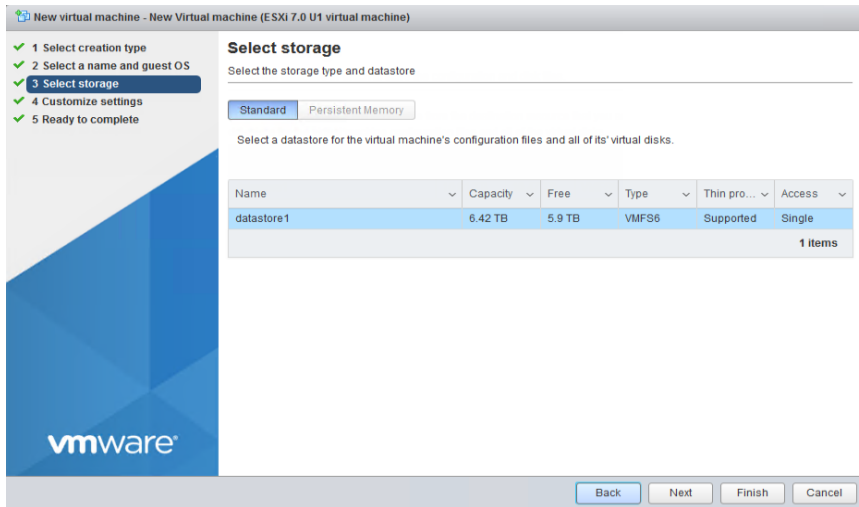 New virtual machine - New Virtual machine (ESXi 7.0 U1 virtual machine)
1 Select creation type
2 Select a name and guest OS
3 Select storage
4 Customize settings
5 Ready to complete
Select storage
Select the storage type and datastore
Standard Persistent Memory
Select a datastore for the virtual machine's configuration files and all of its' virtual disks.
Name Capacity Free Type Thin pro... Access
datastore1 6.42 TB 5.9 TB VMFS6 Supported Single
1 items
vmware®
Back Next Finish Cancel